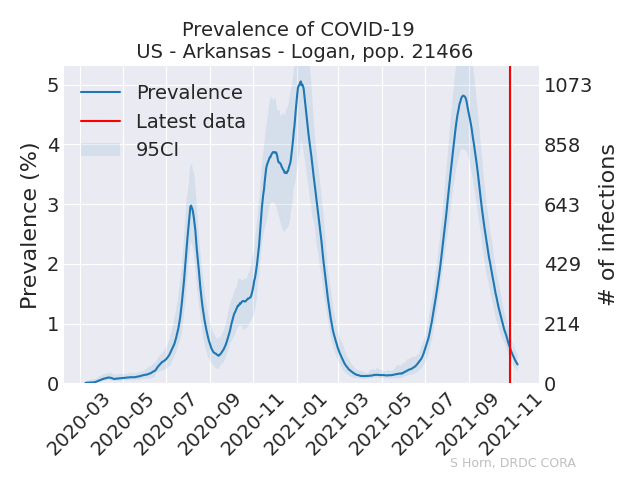 Prevalence of COVID-19
US - Arkansas - Logan, pop. 21466
Prevalence
Latest data
95CI
Prevalence (%)
5
4
3
2
1
0
1073
858
643
429
214
0
# of infections
2020-03
2020-05
2020-07
2020-09
2020-11
2021-01
2021-03
2021-05
2021-07
2021-09
2021-11
S Horn, DRDC CORA